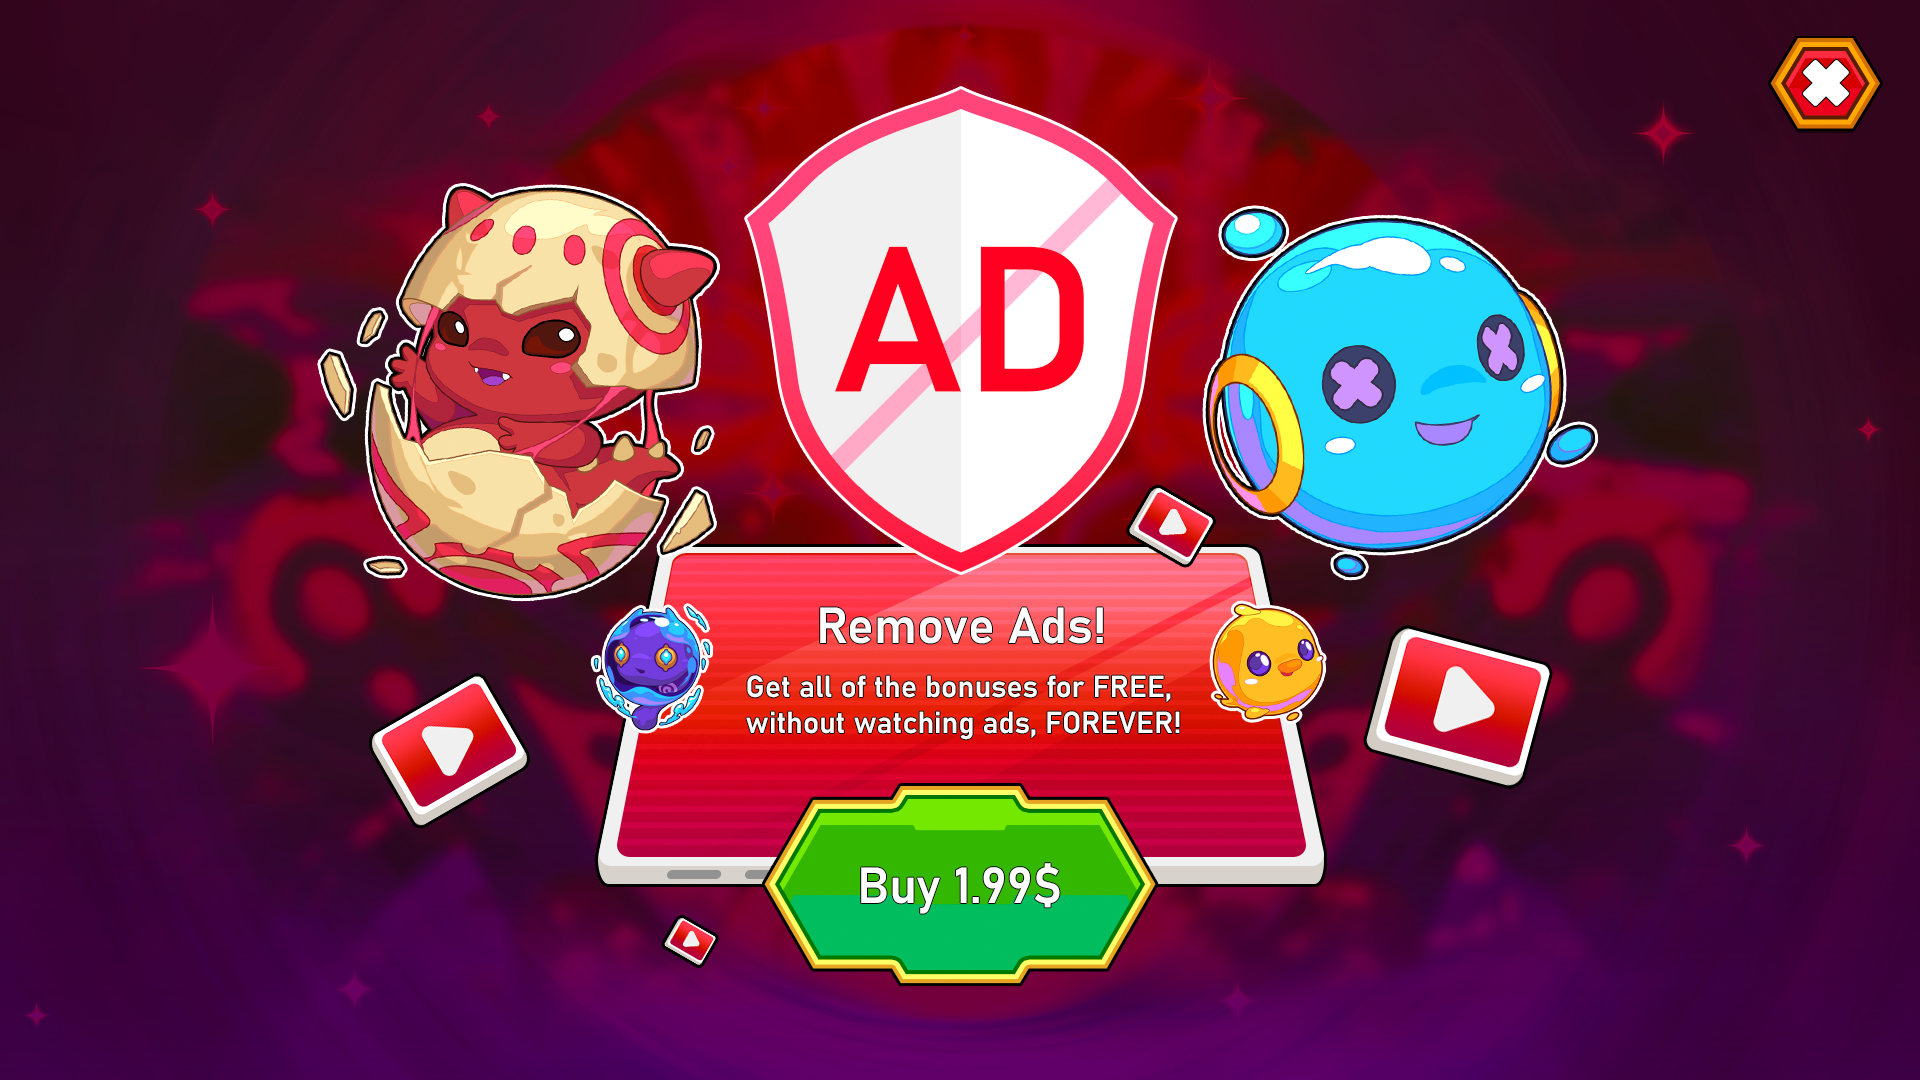 AD
Remove Ads!
Get all of the bonuses for FREE,
without watching ads, FOREVER!
Buy 1.99$